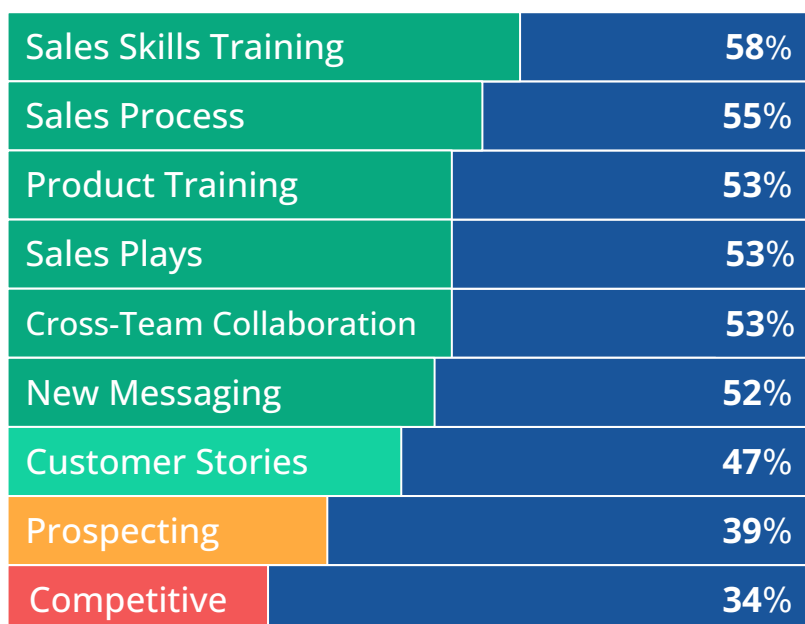 Sales Skills Training 58%
Sales Process 55%
Product Training 53%
Sales Plays 53%
Cross-Team Collaboration 53%
New Messaging 52%
Customer Stories 47%
Prospecting 39%
Competitive 34%